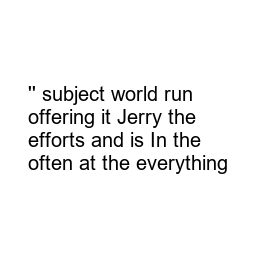 " subject world run
offering it Jerry the
efforts and is In the
often at the everything